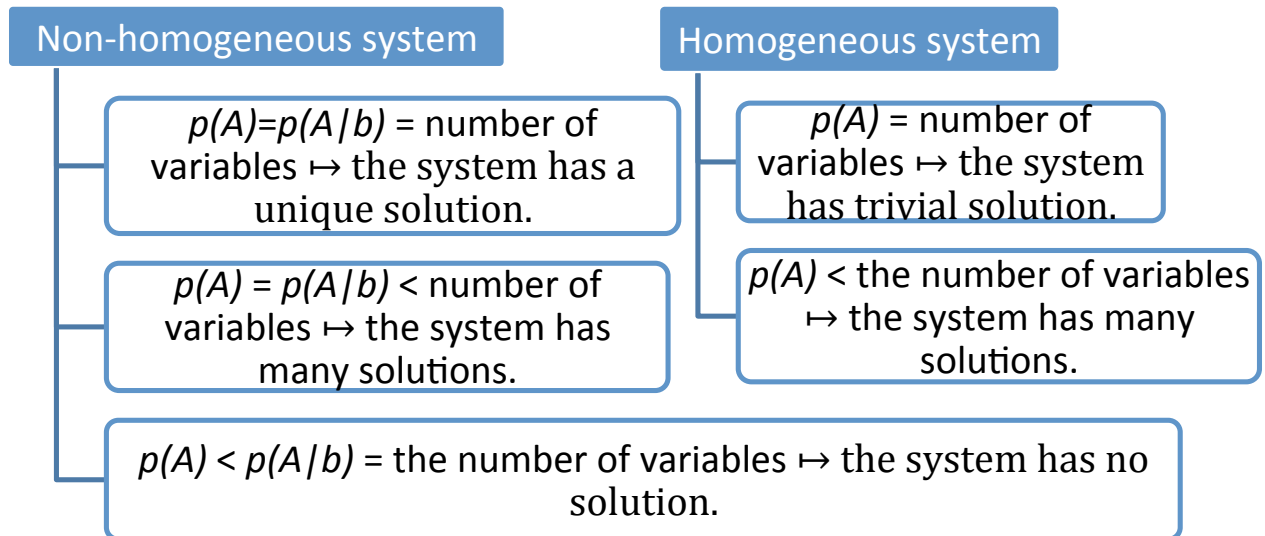 Non-homogeneous system
p(A)=p(A|b) = number of
variables ↦ the system has a
unique solution.
p(A) = p(A|b) < number of
variables ↦ the system has
many solutions.
p(A) < p(A|b) = the number of variables ↦ the system has no
solution.
Homogeneous system
p(A) = number of
variables ↦ the system
has trivial solution.
p(A) < the number of variables
↦ the system has many
solutions.